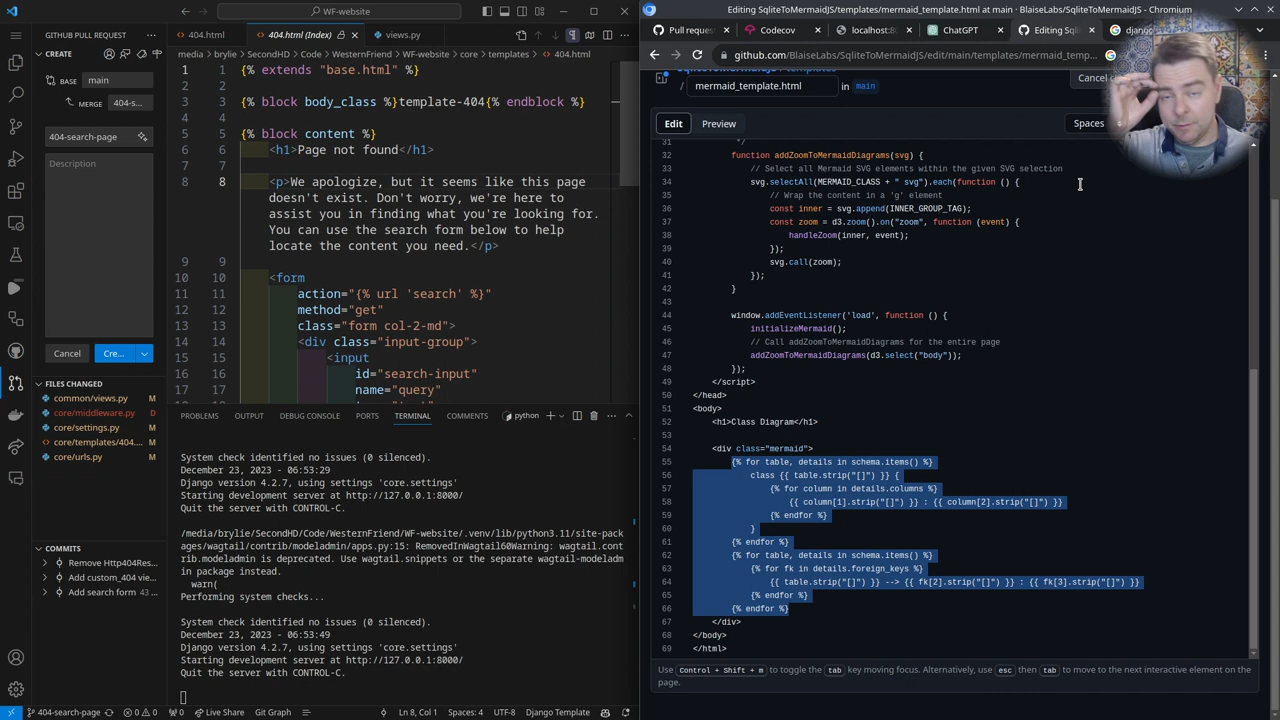 WF-website
404.html
404.html (Index)
views.py
GITHUB PULL REQUEST
CREATE
BASE
main
MERGE
404-s...
404-search-page
Description
Cancel
Cre...
FILES CHANGED
common/views.py M
core/middleware.py D
core/settings.py M
core/templates/404.... M
core/urls.py M
COMMITS
Remove Http404Res...
Add custom_404 vie...
Add search form 43 ...
media > brylie > SecondHD > Code > WesternFriend > WF-website > core > templates > 404.html
1 1 {% extends "base.html" %}
2 2
3 3 {% block body_class %}template-404{% endblock %}
4 4
5 5 {% block content %}
6 6 <h1>Page not found</h1>
7 7
8 8 <p>We apologize, but it seems like this page
doesn't exist. Don't worry, we're here to
assist you in finding what you're looking for.
You can use the search form below to help
locate the content you need.</p>
9 9
10 10 <form
11 11 action="{% url 'search' %}"
12 12 method="get"
13 13 class="form col-2-md">
14 14 <div class="input-group">
15 15 <input
16 16 id="search-input"
17 17 name="query"
PROBLEMS OUTPUT DEBUG CONSOLE PORTS TERMINAL COMMENTS
python
System check identified no issues (0 silenced).
December 23, 2023 - 06:53:29
Django version 4.2.7, using settings 'core.settings'
Starting development server at http://127.0.0.1:8000/
Quit the server with CONTROL-C.
/media/brylie/SecondHD/Code/WesternFriend/WF-website/.venv/lib/python3.11/site-pack
ages/wagtail/contrib/modeladmin/apps.py:15: RemovedInWagtail60Warning: wagtail.cont
rib.modeladmin is deprecated. Use wagtail.snippets or the separate wagtail-modeladm
in package instead.
warn(
Performing system checks...
System check identified no issues (0 silenced).
December 23, 2023 - 06:53:49
Django version 4.2.7, using settings 'core.settings'
Starting development server at http://127.0.0.1:8000/
Quit the server with CONTROL-C.
404-search-page
0 0
0
Live Share
Git Graph
Ln 8, Col 1
Spaces: 4
UTF-8
Django Template
Editing SqliteToMermaidJS/templates/mermaid_template.html at main · BlaiseLabs/SqliteToMermaidJS - Chromium
Pull reques
Codecov
localhost:80
ChatGPT
Editing Sqli
django
github.com/BlaiseLabs/SqliteToMermaidJS/edit/main/templates/mermaid_temp...
/ mermaid_template.html in main
Cancel c
Edit
Preview
Spaces
31 */
32 function addZoomToMermaidDiagrams(svg) {
33 // Select all Mermaid SVG elements within the given SVG selection
34 svg.selectAll(MERMAID_CLASS + " svg").each(function () {
35 // Wrap the content in a 'g' element
36 const inner = svg.append(INNER_GROUP_TAG);
37 const zoom = d3.zoom().on("zoom", function (event) {
38 handleZoom(inner, event);
39 });
40 svg.call(zoom);
41 });
42 }
43
44 window.addEventListener('load', function () {
45 initializeMermaid();
46 // Call addZoomToMermaidDiagrams for the entire page
47 addZoomToMermaidDiagrams(d3.select("body"));
48 });
49 </script>
50 </head>
51 <body>
52 <h1>Class Diagram</h1>
53
54 <div class="mermaid">
55 {% for table, details in schema.items() %}
56 class {{ table.strip("[]") }} {
57 {% for column in details.columns %}
58 {{ column[1].strip("[]") }} : {{ column[2].strip("[]") }}
59 {% endfor %}
60 }
61 {% endfor %}
62 {% for table, details in schema.items() %}
63 {% for fk in details.foreign_keys %}
64 {{ table.strip("[]") }} --> {{ fk[2].strip("[]") }} : {{ fk[3].strip("[]") }}
65 {% endfor %}
66 {% endfor %}
67 </div>
68 </body>
69 </html>
Use Control + Shift + m to toggle the tab key moving focus. Alternatively, use esc then tab to move to the next interactive element on the
page.